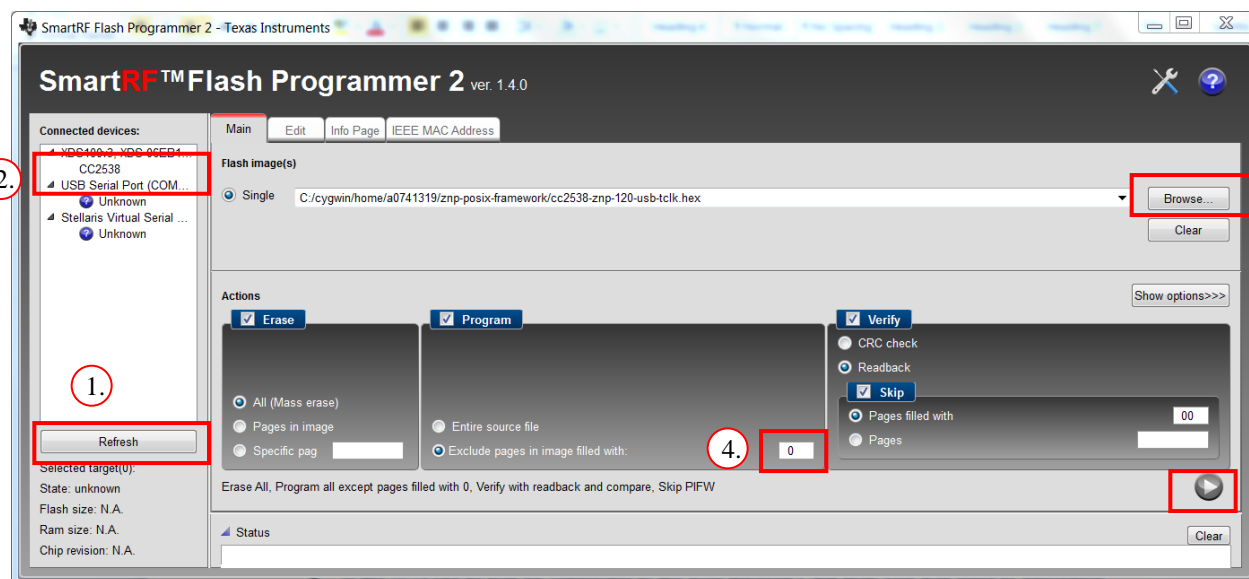 SmartRF Flash Programmer 2 - Texas Instruments
SmartRF™Flash Programmer 2 ver. 1.4.0
Connected devices:
XDS100v3, XDS-06EB1...
CC2538
2.
USB Serial Port (COM...
Unknown
Stellaris Virtual Serial ...
Unknown
1.
Refresh
Selected target(0):
State: unknown
Flash size: N.A.
Ram size: N.A.
Chip revision: N.A.
Main Edit Info Page IEEE MAC Address
Flash image(s)
Single C:/cygwin/home/a0741319/znp-posix-framework/cc2538-znp-120-usb-tclk.hex Browse...
Clear
Actions Show options>>>
Erase
All (Mass erase)
Pages in image
Specific pag
Program
Entire source file
Exclude pages in image filled with: 4. 0
Verify
CRC check
Readback
Skip
Pages filled with 00
Pages
Erase All, Program all except pages filled with 0, Verify with readback and compare, Skip PIFW
Status Clear